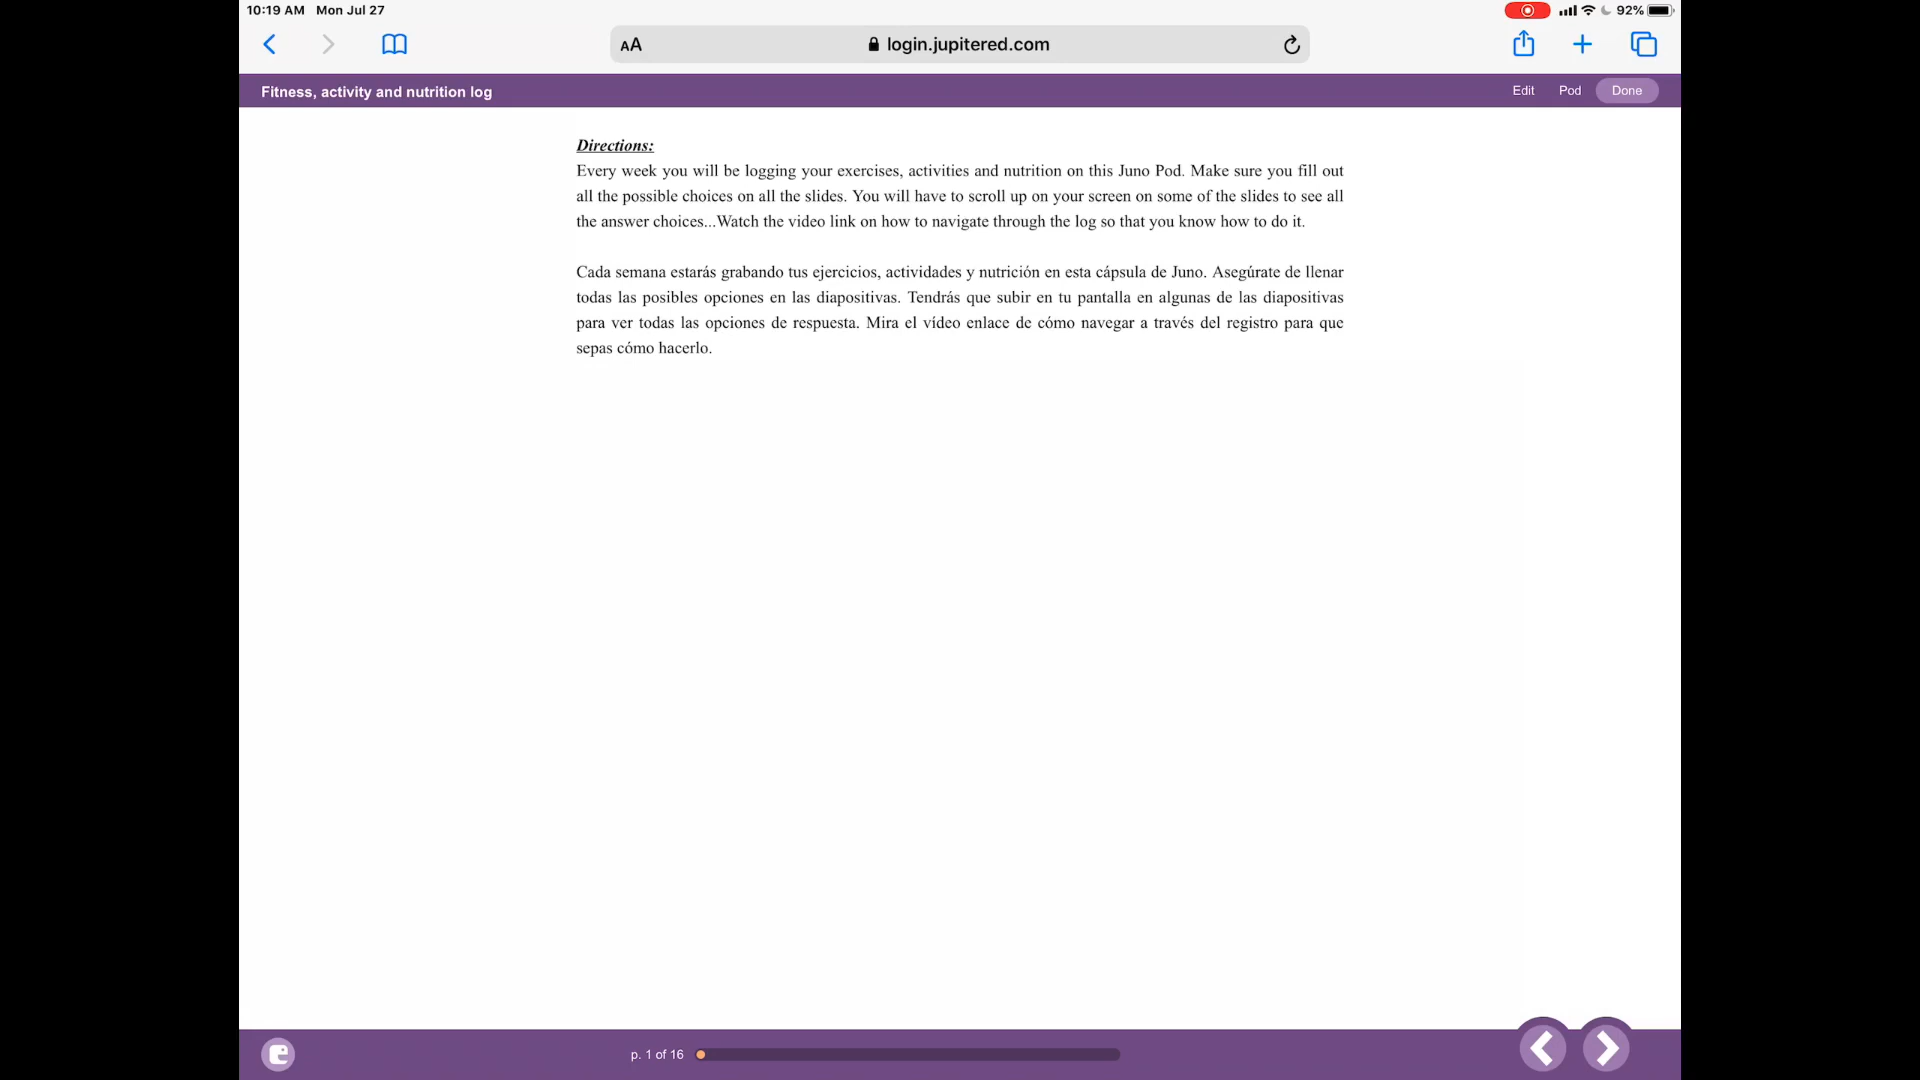 10:19 AM Mon Jul 27
92%
AA
login.jupitered.com
Fitness, activity and nutrition log
Edit
Pod
Done
Directions:
Every week you will be logging your exercises, activities and nutrition on this Juno Pod. Make sure you fill out
all the possible choices on all the slides. You will have to scroll up on your screen on some of the slides to see all
the answer choices...Watch the video link on how to navigate through the log so that you know how to do it.
Cada semana estarás grabando tus ejercicios, actividades y nutrición en esta cápsula de Juno. Asegúrate de llenar
todas las posibles opciones en las diapositivas. Tendrás que subir en tu pantalla en algunas de las diapositivas
para ver todas las opciones de respuesta. Mira el vídeo enlace de cómo navegar a través del registro para que
sepas cómo hacerlo.
p. 1 of 16